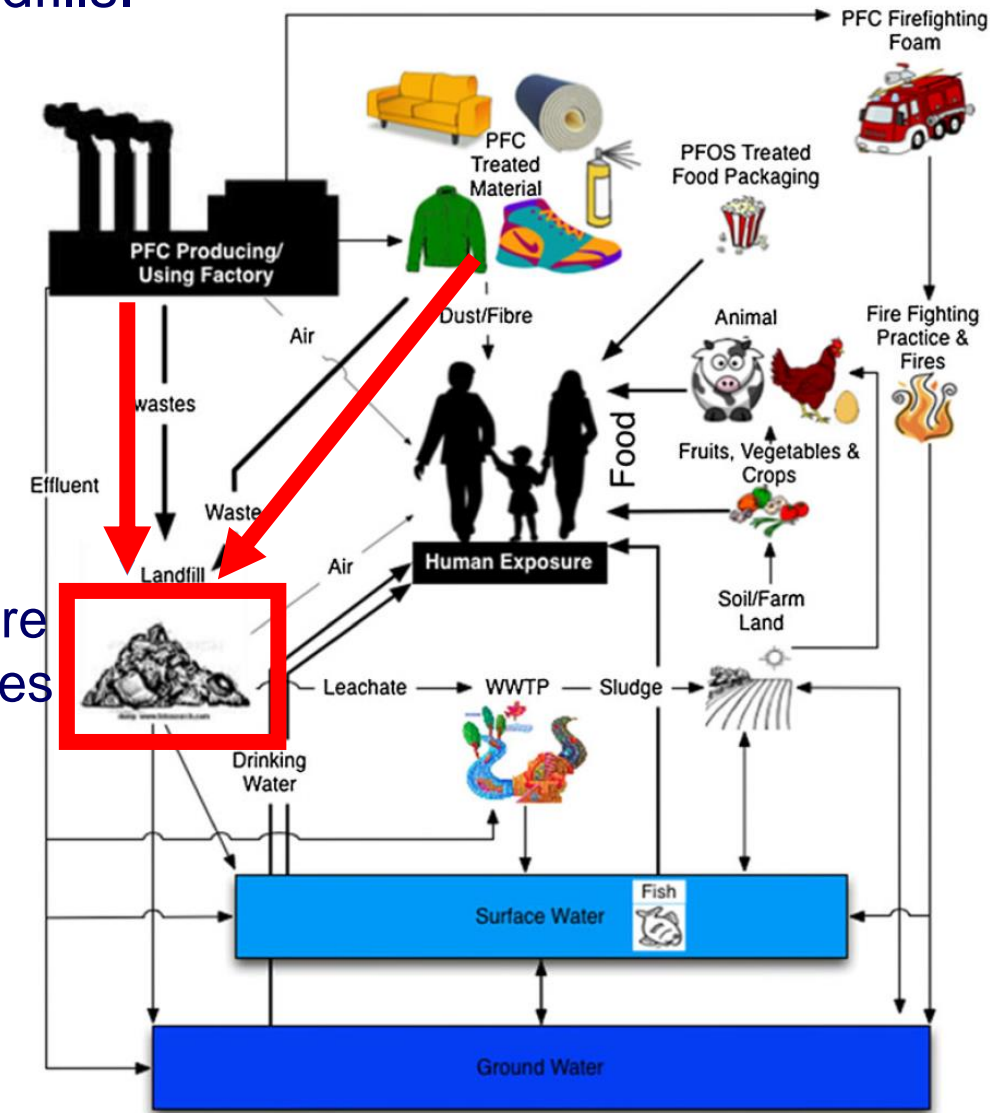 PFC Firefighting
Foam
PFC
Treated
Material
PFOS Treated
Food Packaging
PFC Producing/
Using Factory
Air
Dust/Fibre
Animal
Fire Fighting
Practice &
Fires
wastes
Food
Fruits, Vegetables &
Crops
Effluent
Waste
Landfill
Air
Human Exposure
Soil/Farm
Land
re
es
Leachate
WWTP
Sludge
Drinking
Water
Fish
Surface Water
Ground Water